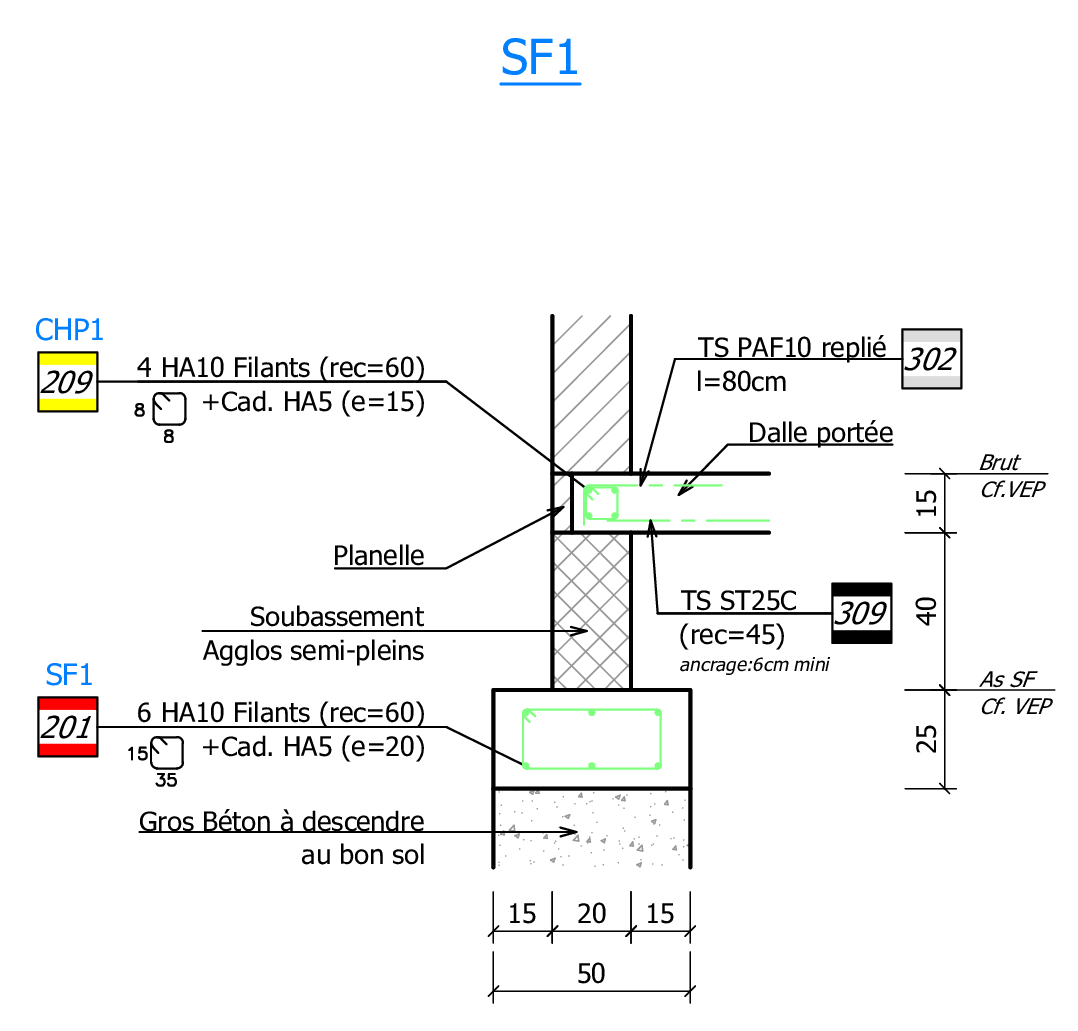 SF1
CHP1
209
4 HA10 Filants (rec=60)
+Cad. HA5 (e=15)
8
8
TS PAF10 replié
l=80cm
302
Dalle portée
Brut
Cf.VEP
15
Planelle
40
Soubassement
Agglos semi-pleins
TS ST25C
(rec=45)
ancrage:6cm mini
309
SF1
201
6 HA10 Filants (rec=60)
+Cad. HA5 (e=20)
15
35
As SF
Cf. VEP
25
Gros Béton à descendre
au bon sol
15 20 15
50